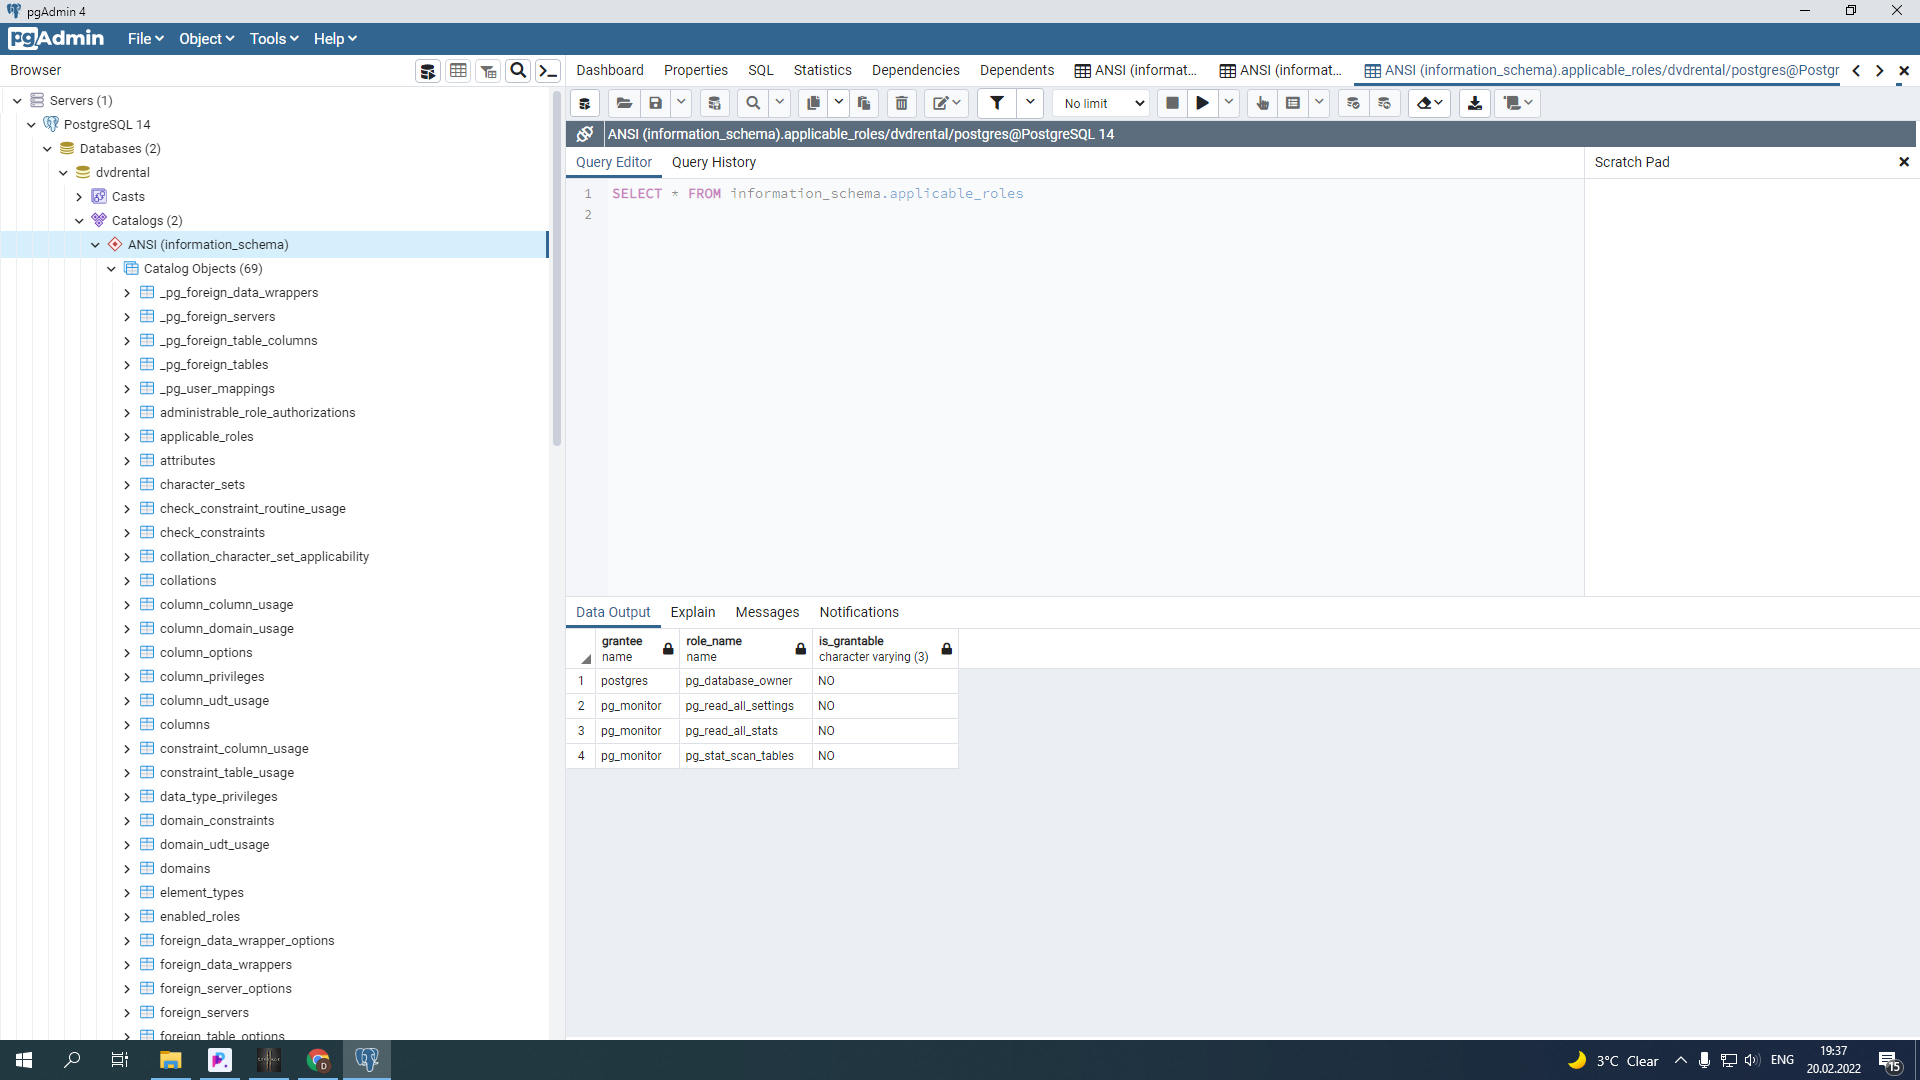 pgAdmin 4
pgAdmin File Object Tools Help
Browser
Dashboard Properties SQL Statistics Dependencies Dependents ANSI (informat... ANSI (informat... ANSI (information_schema).applicable_roles/dvdrental/postgres@Postgr
No limit
ANSI (information_schema).applicable_roles/dvdrental/postgres@PostgreSQL 14
Query Editor Query History
Scratch Pad
1 SELECT * FROM information_schema.applicable_roles
2
Servers (1)
PostgreSQL 14
Databases (2)
dvdrental
Casts
Catalogs (2)
ANSI (information_schema)
Catalog Objects (69)
_pg_foreign_data_wrappers
_pg_foreign_servers
_pg_foreign_table_columns
_pg_foreign_tables
_pg_user_mappings
administrable_role_authorizations
applicable_roles
attributes
character_sets
check_constraint_routine_usage
check_constraints
collation_character_set_applicability
collations
column_column_usage
column_domain_usage
column_options
column_privileges
column_udt_usage
columns
constraint_column_usage
constraint_table_usage
data_type_privileges
domain_constraints
domain_udt_usage
domains
element_types
enabled_roles
foreign_data_wrapper_options
foreign_data_wrappers
foreign_server_options
foreign_servers
foreign_table_options
Data Output Explain Messages Notifications
grantee role_name is_grantable
name name character varying (3)
1 postgres pg_database_owner NO
2 pg_monitor pg_read_all_settings NO
3 pg_monitor pg_read_all_stats NO
4 pg_monitor pg_stat_scan_tables NO
3°C Clear ENG
19:37
20.02.2022
15